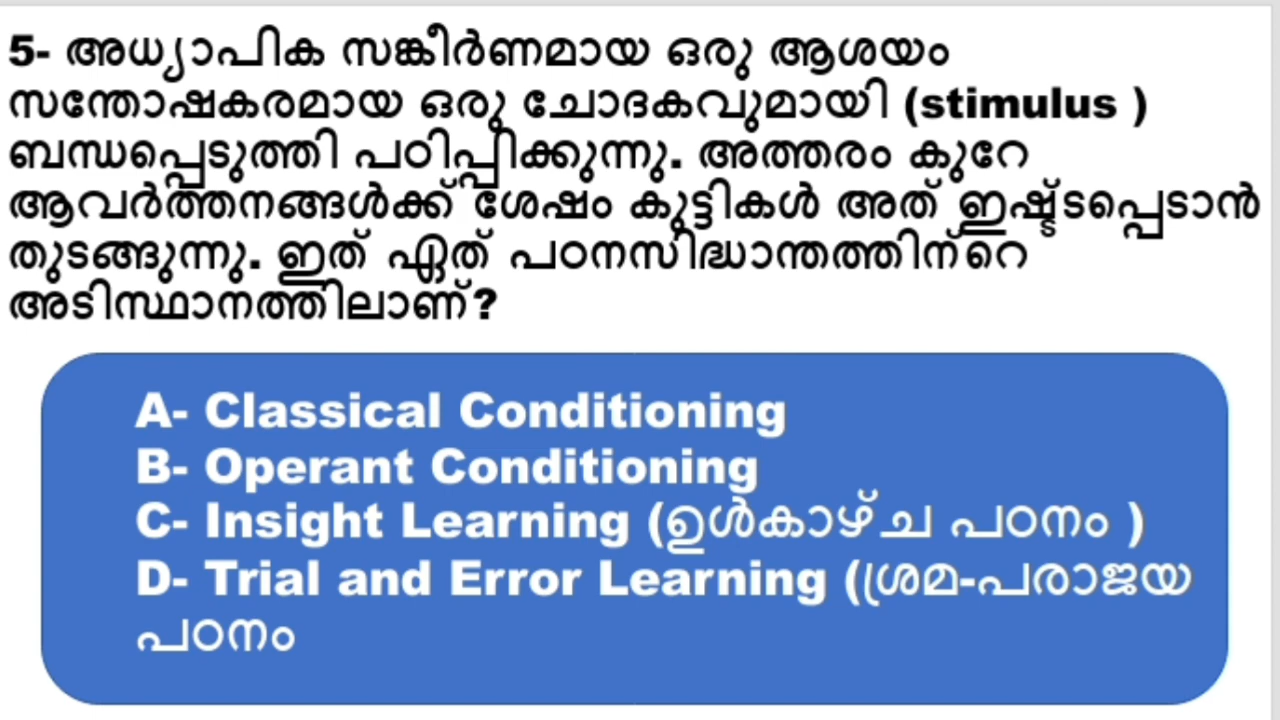 5- അധ്യാപിക സങ്കീർണമായ ഒരു ആശയം
സന്തോഷകരമായ ഒരു ചോദകവുമായി (stimulus )
ബന്ധപ്പെടുത്തി പഠിപ്പിക്കുന്നു. അത്തരം കുറേ
ആവർത്തനങ്ങൾക്ക് ശേഷം കുട്ടികൾ അത് ഇഷ്ട്ടപ്പെടാൻ
തുടങ്ങുന്നു. ഇത് ഏത് പഠനസിദ്ധാന്തത്തിന്റെ
അടിസ്ഥാനത്തിലാണ്?
A- Classical Conditioning
B- Operant Conditioning
C- Insight Learning (ഉൾകാഴ്ച പഠനം )
D- Trial and Error Learning (ശ്രമ-പരാജയ
പഠനം